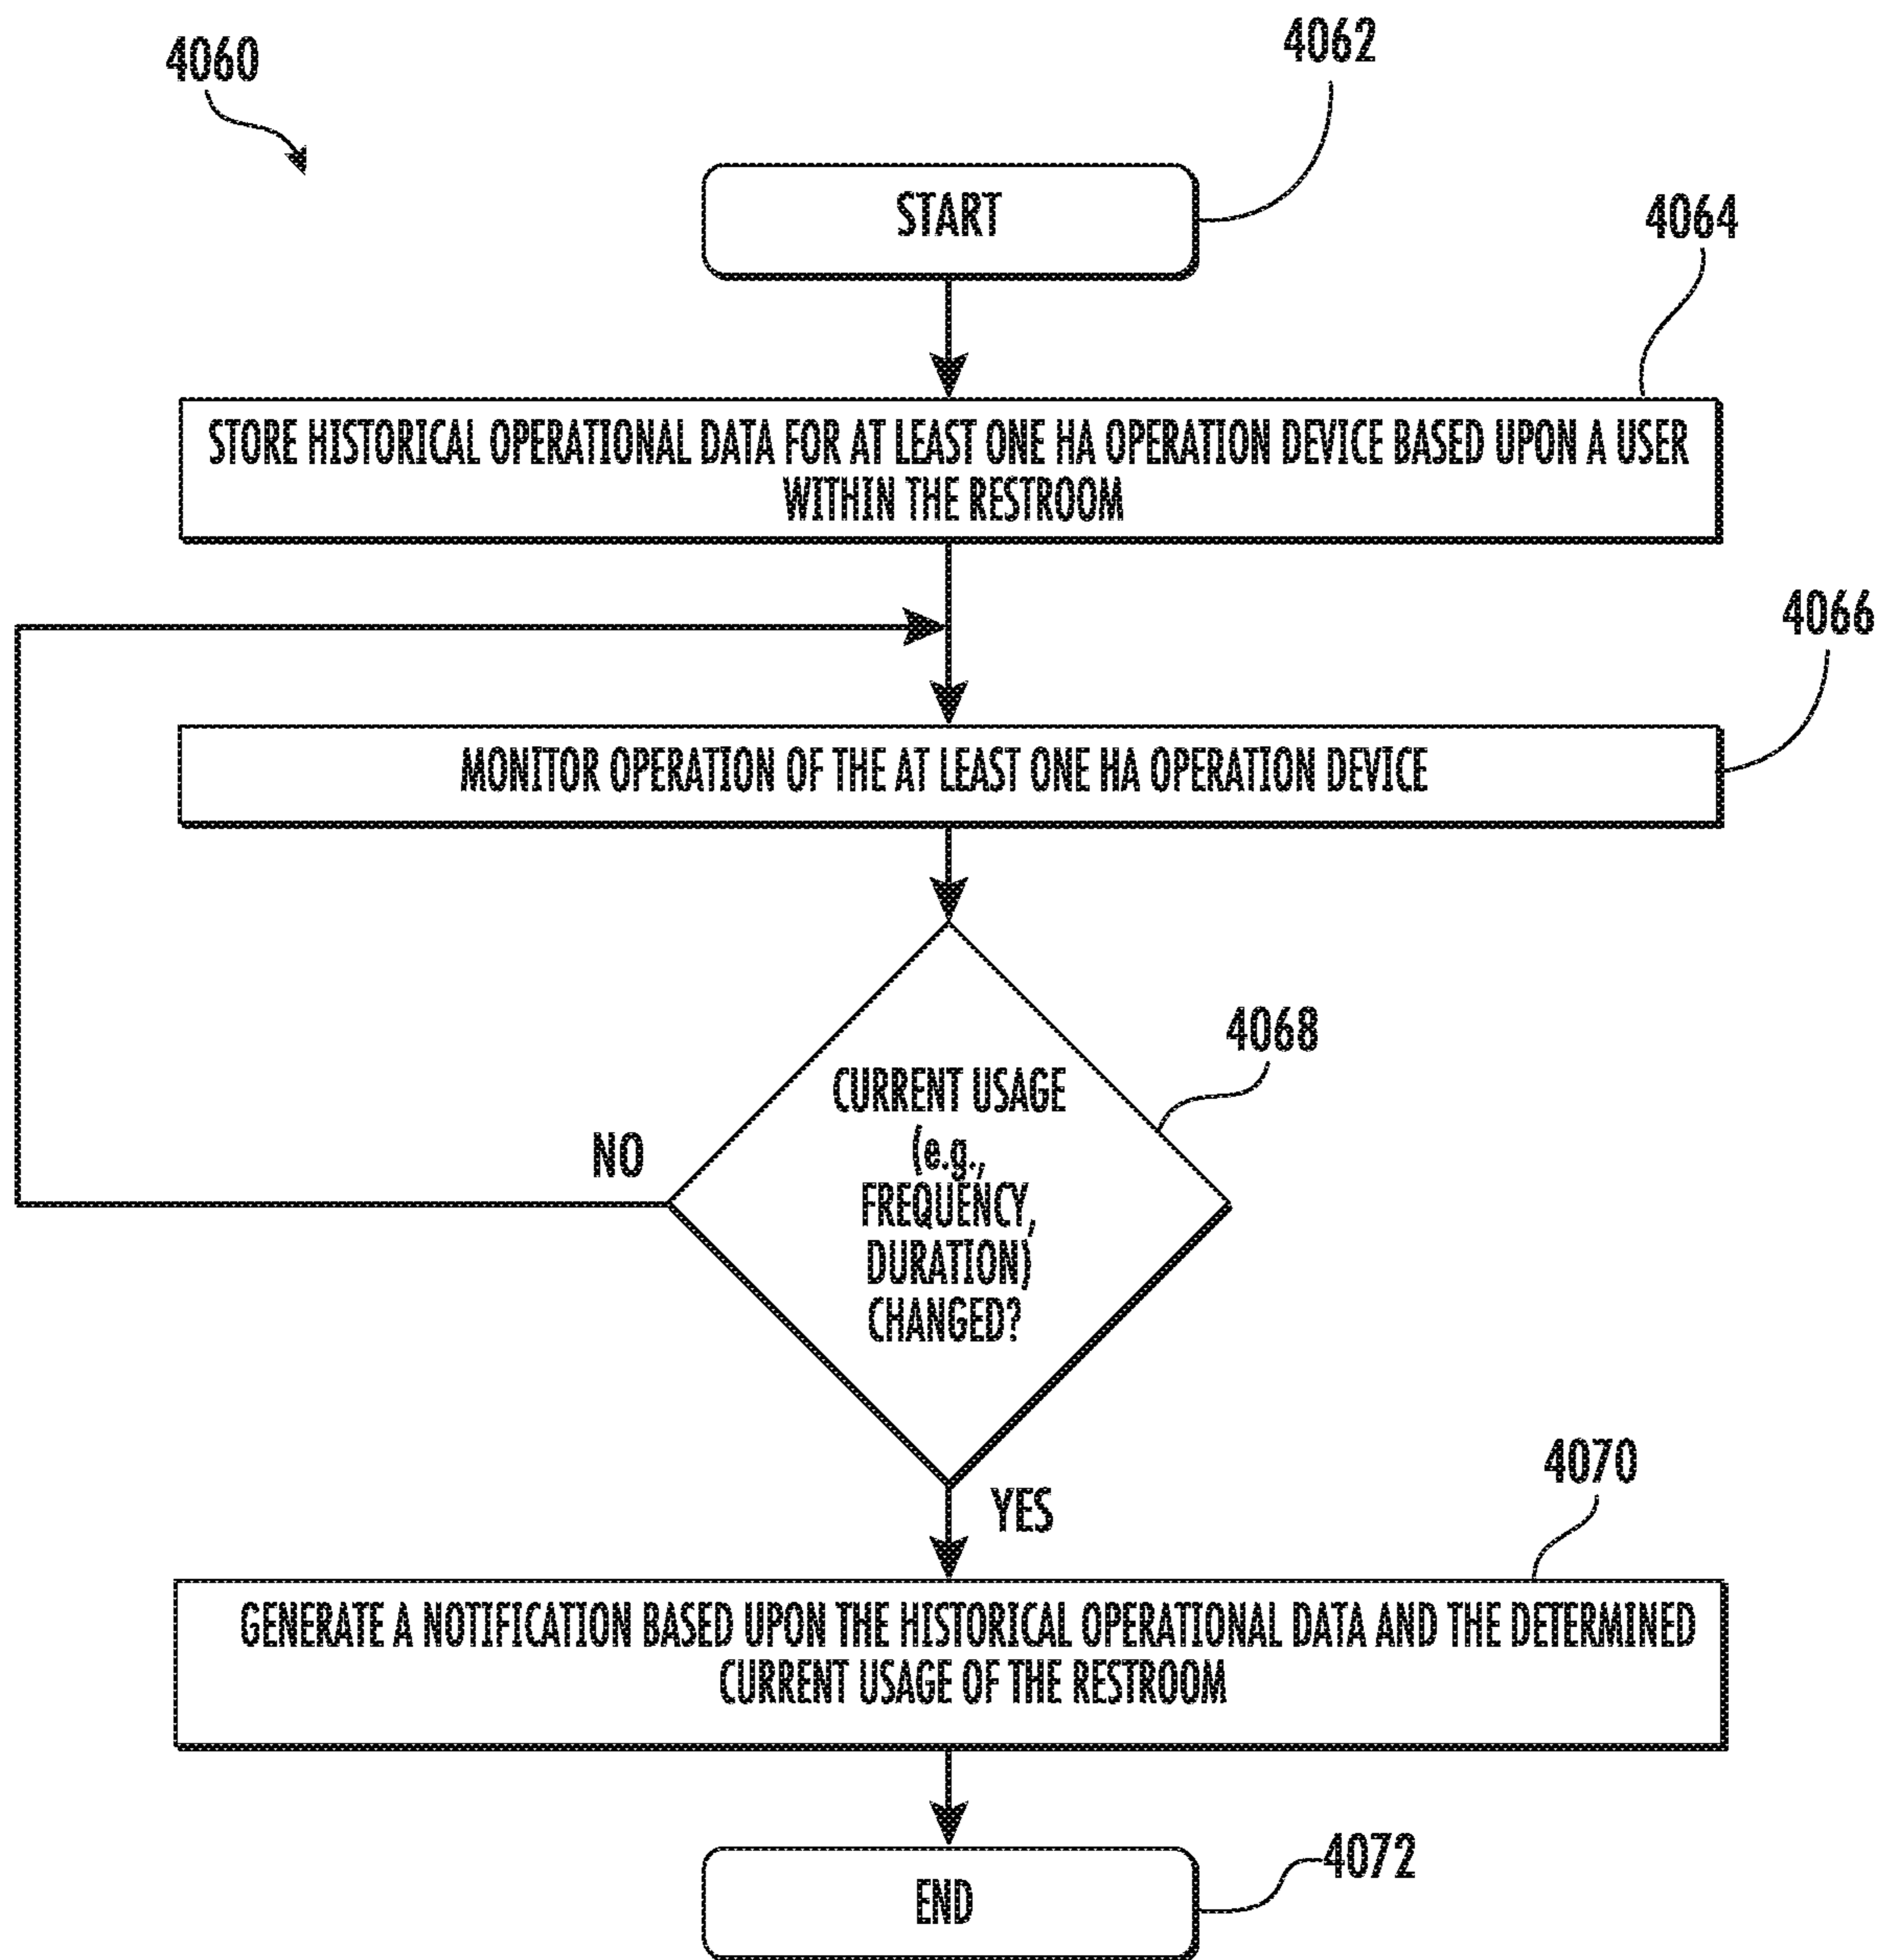 4060
4062
START
4064
STORE HISTORICAL OPERATIONAL DATA FOR AT LEAST ONE HA OPERATION DEVICE BASED UPON A USER
WITHIN THE RESTROOM
4066
MONITOR OPERATION OF THE AT LEAST ONE HA OPERATION DEVICE
4068
CURRENT USAGE
(e.g.,
FREQUENCY,
DURATION)
CHANGED?
NO
YES
4070
GENERATE A NOTIFICATION BASED UPON THE HISTORICAL OPERATIONAL DATA AND THE DETERMINED
CURRENT USAGE OF THE RESTROOM
4072
END